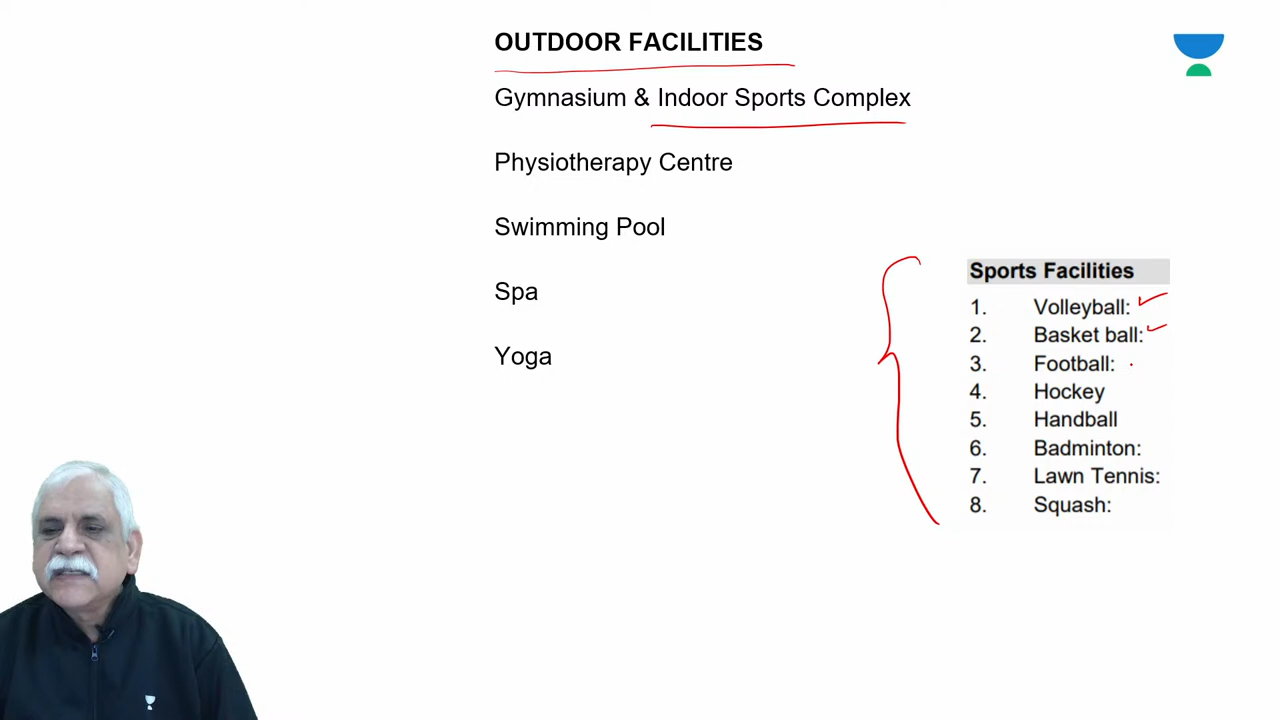 OUTDOOR FACILITIES
Gymnasium & Indoor Sports Complex
Physiotherapy Centre
Swimming Pool
Spa
Yoga
Sports Facilities
1. Volleyball:
2. Basket ball:
3. Football:
4. Hockey
5. Handball
6. Badminton:
7. Lawn Tennis:
8. Squash: